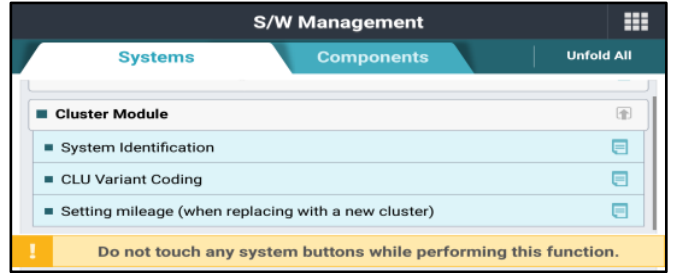 S/W Management
Systems
Components
Unfold All
Cluster Module
System Identification
CLU Variant Coding
Setting mileage (when replacing with a new cluster)
! Do not touch any system buttons while performing this function.